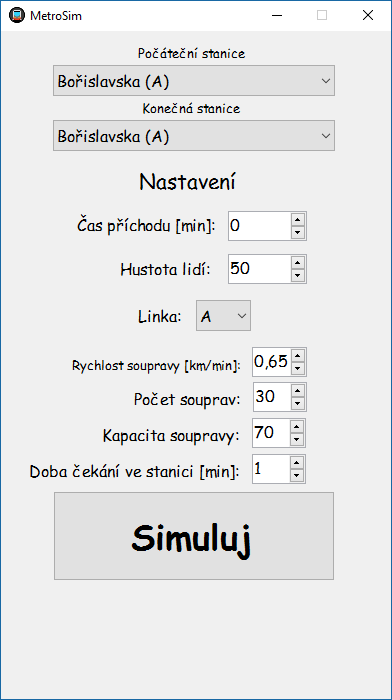 MetroSim
Počáteční stanice
Bořislavska (A)
Konečná stanice
Bořislavska (A)
Nastavení
Čas příchodu [min]: 0
Hustota lidí: 50
Linka: A
Rychlost soupravy [km/min]: 0,65
Počet souprav: 30
Kapacita soupravy: 70
Doba čekání ve stanici [min]: 1
Simuluj